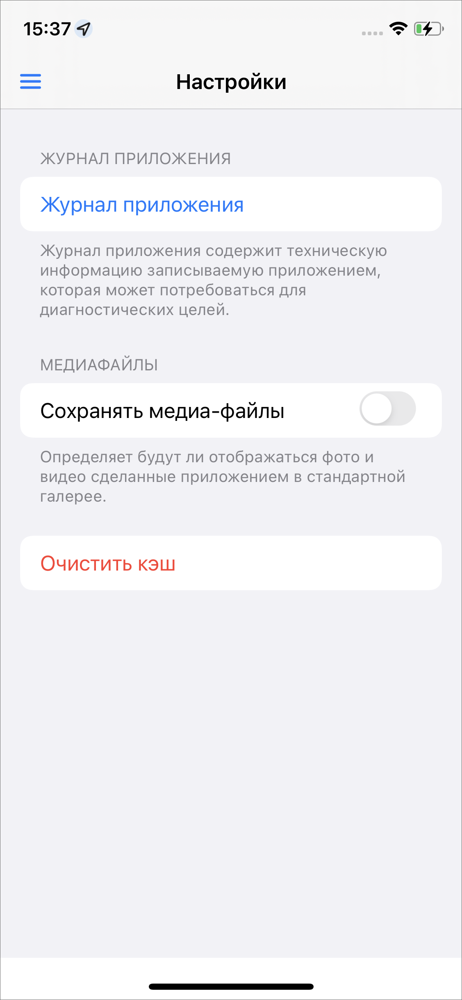 15:37
Настройки
ЖУРНАЛ ПРИЛОЖЕНИЯ
Журнал приложения
Журнал приложения содержит техническую
информацию записываемую приложением,
которая может потребоваться для
диагностических целей.
МЕДИАФАЙЛЫ
Сохранять медиа-файлы
Определяет будут ли отображаться фото и
видео сделанные приложением в стандартной
галерее.
Очистить кэш